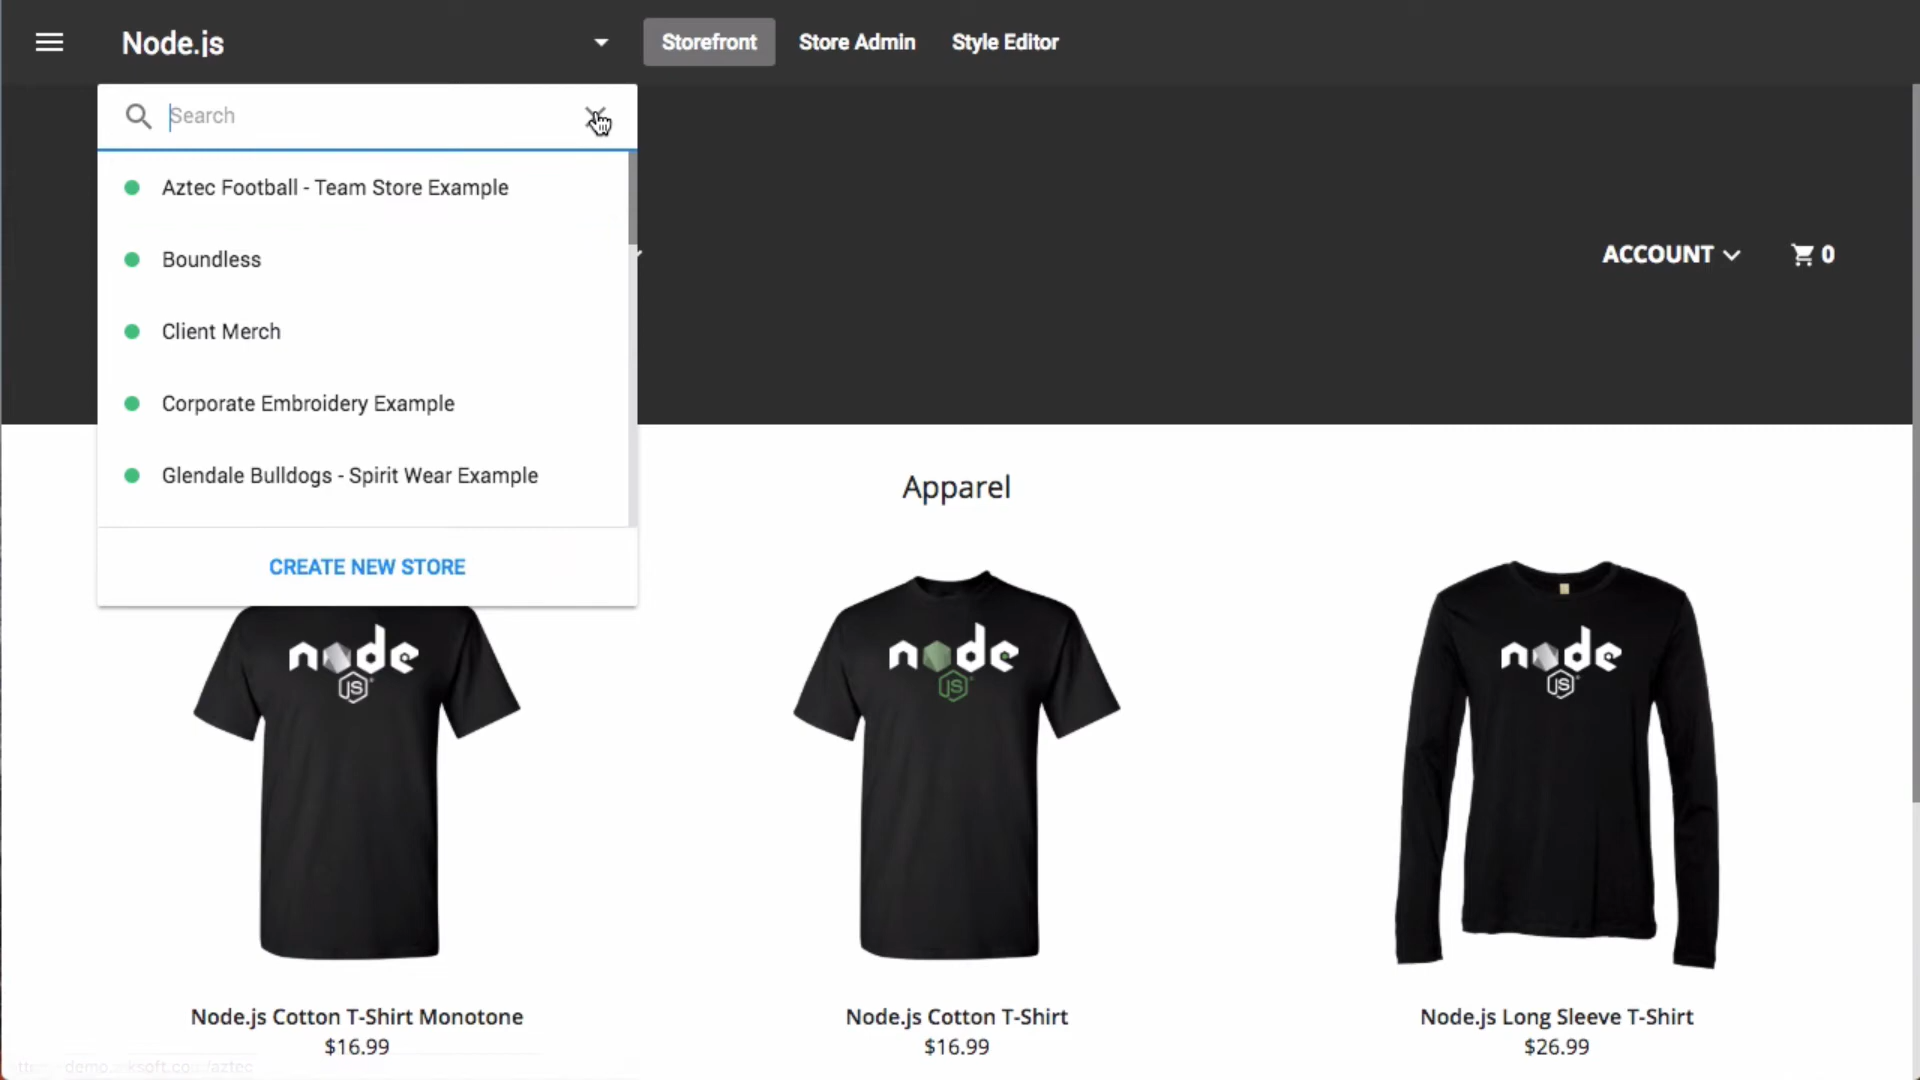 Node.js
Storefront
Store Admin
Style Editor
Search
Aztec Football - Team Store Example
Boundless
ACCOUNT
0
Client Merch
Corporate Embroidery Example
Glendale Bulldogs - Spirit Wear Example
CREATE NEW STORE
Apparel
node
JS
node
JS
node
JS
Node.js Cotton T-Shirt Monotone
$16.99
Node.js Cotton T-Shirt
$16.99
Node.js Long Sleeve T-Shirt
$26.99